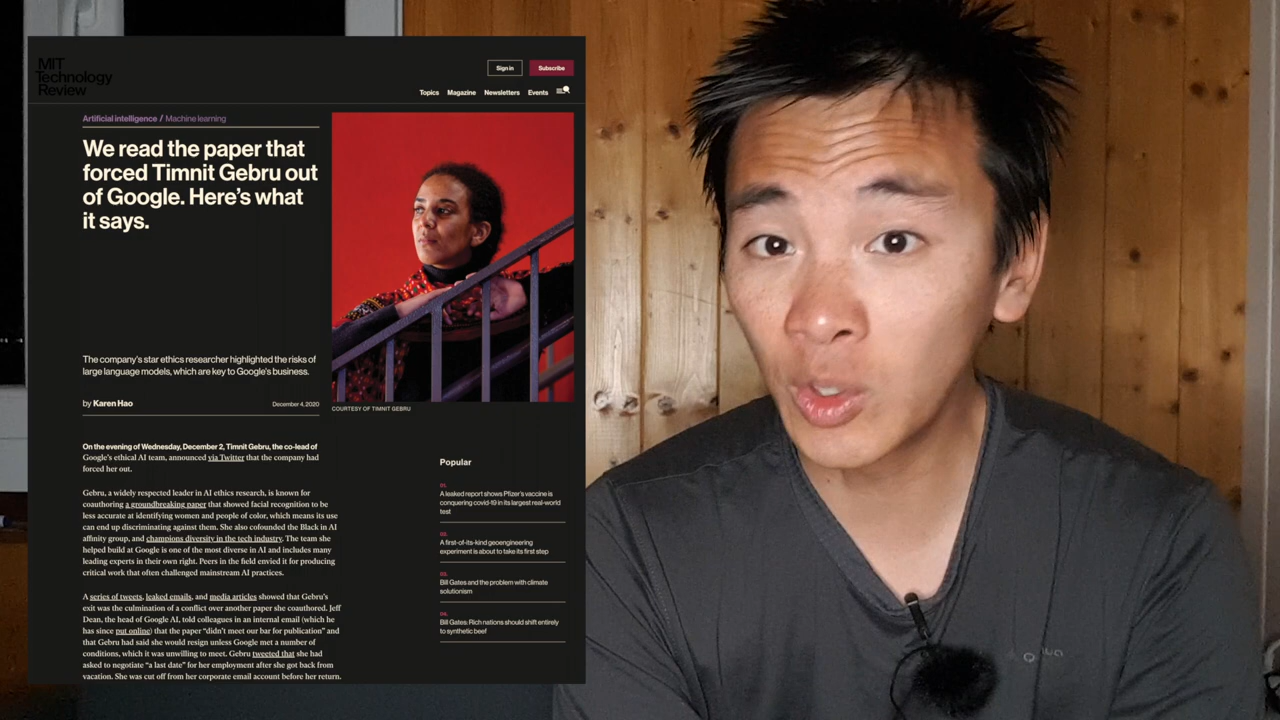 MIT
Technology
Review
Sign in
Subscribe
Topics
Magazine
Newsletters
Events
Artificial intelligence / Machine learning
We read the paper that
forced Timnit Gebru out
of Google. Here's what
it says.
The company's star ethics researcher highlighted the risks of
large language models, which are key to Google's business.
by Karen Hao
December 4, 2020
COURTESY OF TIMNIT GEBRU
On the evening of Wednesday, December 2, Timnit Gebru, the co-lead of
Google's ethical AI team, announced via Twitter that the company had
forced her out.
Gebru, a widely respected leader in AI ethics research, is known for
coauthoring a groundbreaking paper that showed facial recognition to be
less accurate at identifying women and people of color, which means its use
can end up discriminating against them. She also cofounded the Black in AI
affinity group, and champions diversity in the tech industry. The team she
helped build at Google is one of the most diverse in AI and includes many
leading experts in their own right. Peers in the field envied it for producing
critical work that often challenged mainstream AI practices.
A series of tweets, leaked emails, and media articles showed that Gebru's
exit was the culmination of a conflict over another paper she coauthored. Jeff
Dean, the head of Google AI, told colleagues in an internal email (which he
has since put online) that the paper "didn't meet our bar for publication" and
that Gebru had said she would resign unless Google met a number of
conditions, which it was unwilling to meet. Gebru tweeted that she had
asked to negotiate "a last date" for her employment after she got back from
vacation. She was cut off from her corporate email account before her return.
Popular
01.
A leaked report shows Pfizer's vaccine is
conquering covid-19 in its largest real-world
test
02.
A first-of-its-kind geoengineering
experiment is about to take its first step
03.
Bill Gates and the problem with climate
solutionism
04.
Bill Gates: Rich nations should shift entirely
to synthetic beef